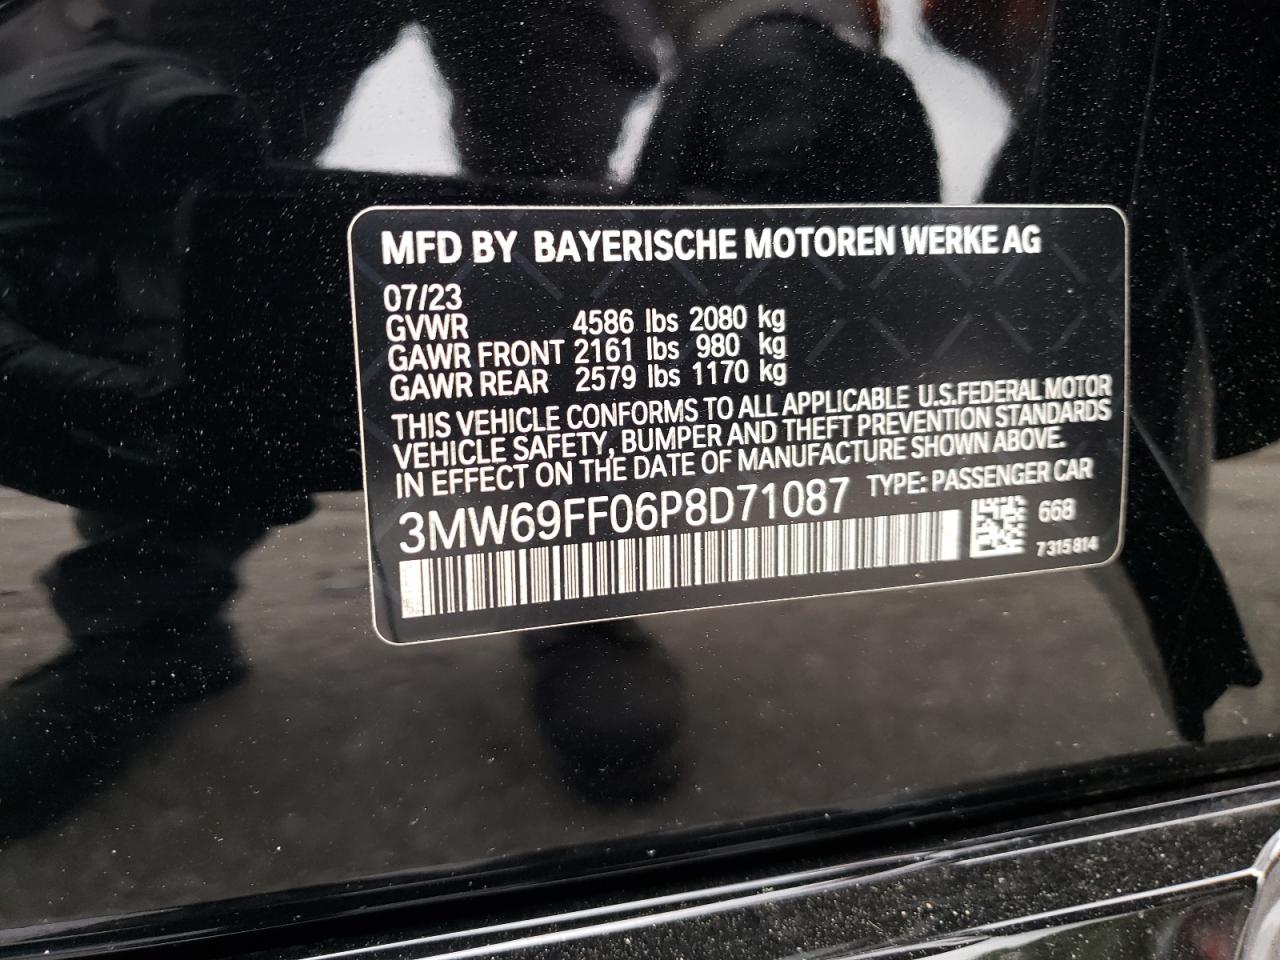 MFD BY BAYERISCHE MOTOREN WERKE AG
07/23
GVWR 4586 lbs 2080 kg
GAWR FRONT 2161 lbs 980 kg
GAWR REAR 2579 lbs 1170 kg
THIS VEHICLE CONFORMS TO ALL APPLICABLE U.S.FEDERAL MOTOR
VEHICLE SAFETY, BUMPER AND THEFT PREVENTION STANDARDS
IN EFFECT ON THE DATE OF MANUFACTURE SHOWN ABOVE.
3MW69FF06P8D71087 TYPE: PASSENGER CAR
668
7 315 814